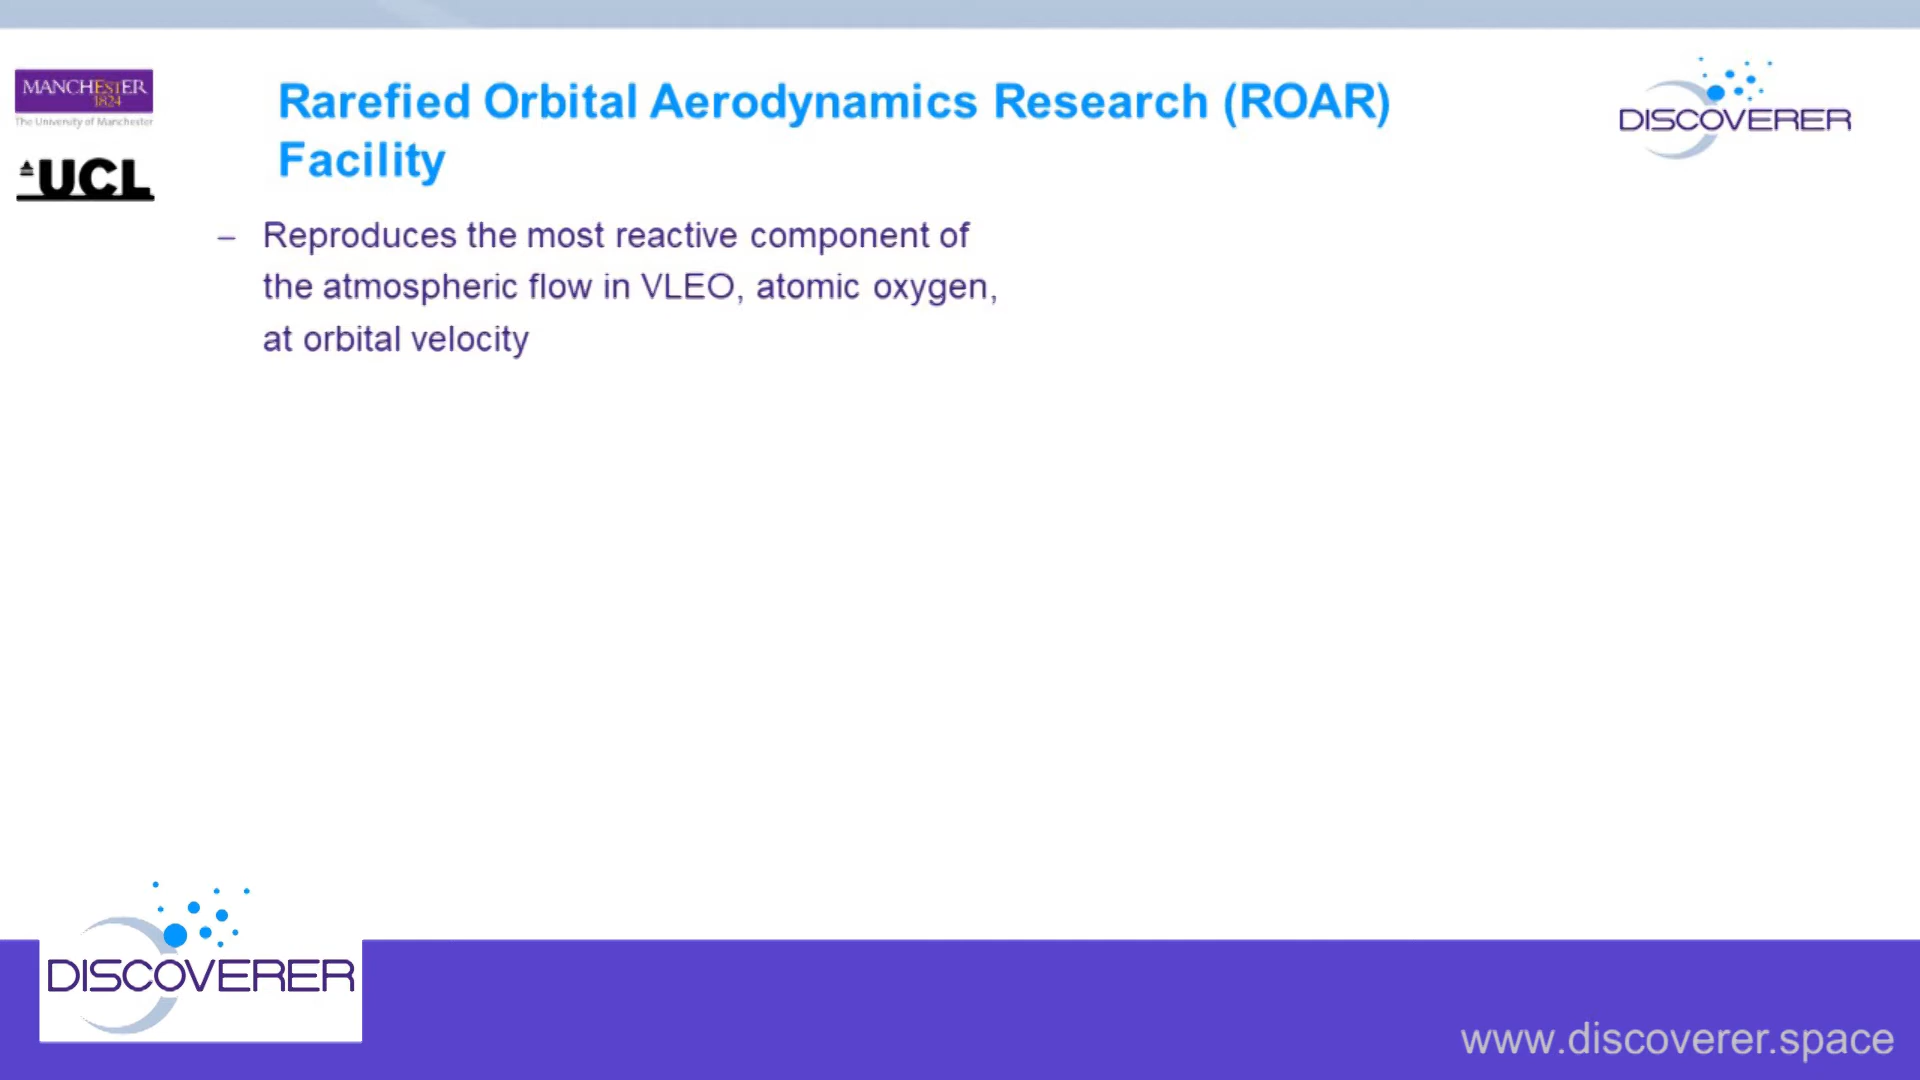 MANCHESTER
1824
The University of Manchester
UCL
Rarefied Orbital Aerodynamics Research (ROAR)
Facility
DISCOVERER
– Reproduces the most reactive component of
the atmospheric flow in VLEO, atomic oxygen,
at orbital velocity
DISCOVERER
www.discoverer.space